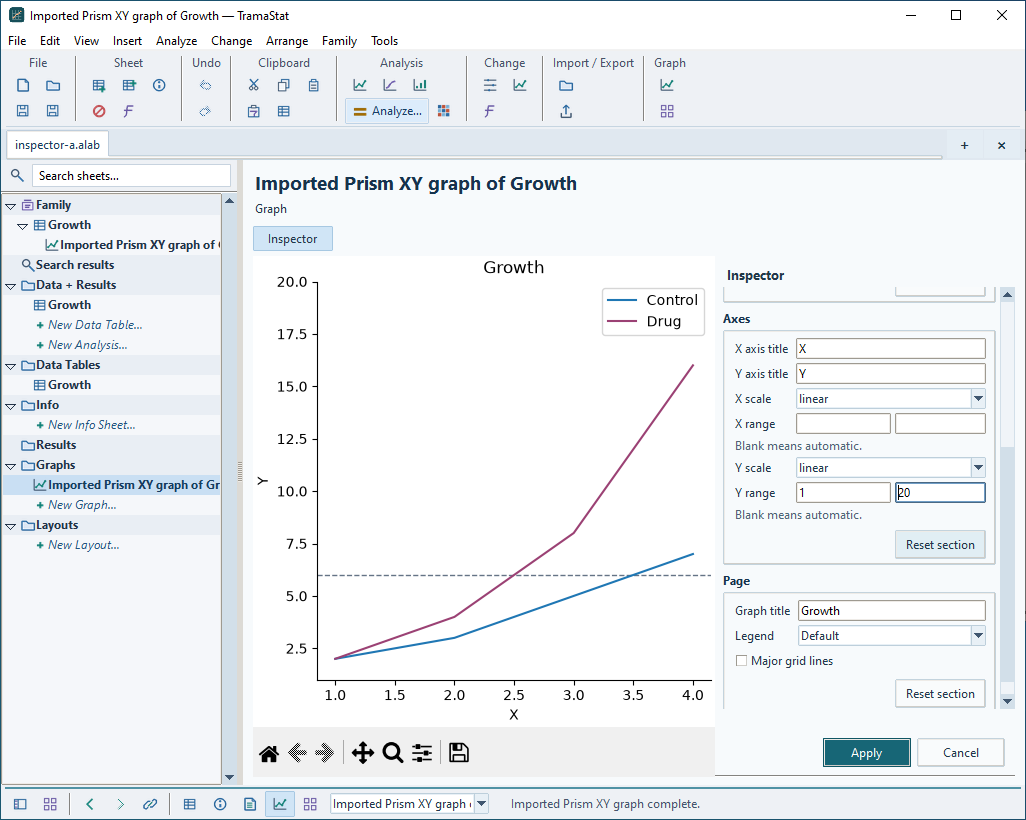 Imported Prism XY graph of Growth — TramaStat
File Edit View Insert Analyze Change Arrange Family Tools
File Sheet Undo Clipboard Analysis Change Import / Export Graph
Analyze...
inspector-a.alab
Search sheets...
Family
Growth
Imported Prism XY graph of
Search results
Data + Results
Growth
+ New Data Table...
+ New Analysis...
Data Tables
Growth
Info
+ New Info Sheet...
Results
Graphs
Imported Prism XY graph of Gr
+ New Graph...
Layouts
+ New Layout...
Imported Prism XY graph of Growth
Graph
Inspector
Growth
Control
Drug
20.0
17.5
15.0
12.5
10.0
7.5
5.0
2.5
Y
1.0 1.5 2.0 2.5 3.0 3.5 4.0
X
Inspector
Axes
X axis title X
Y axis title Y
X scale linear
X range
Blank means automatic.
Y scale linear
Y range 1 20
Blank means automatic.
Reset section
Page
Graph title Growth
Legend Default
Major grid lines
Reset section
Apply Cancel
Imported Prism XY graph
Imported Prism XY graph complete.